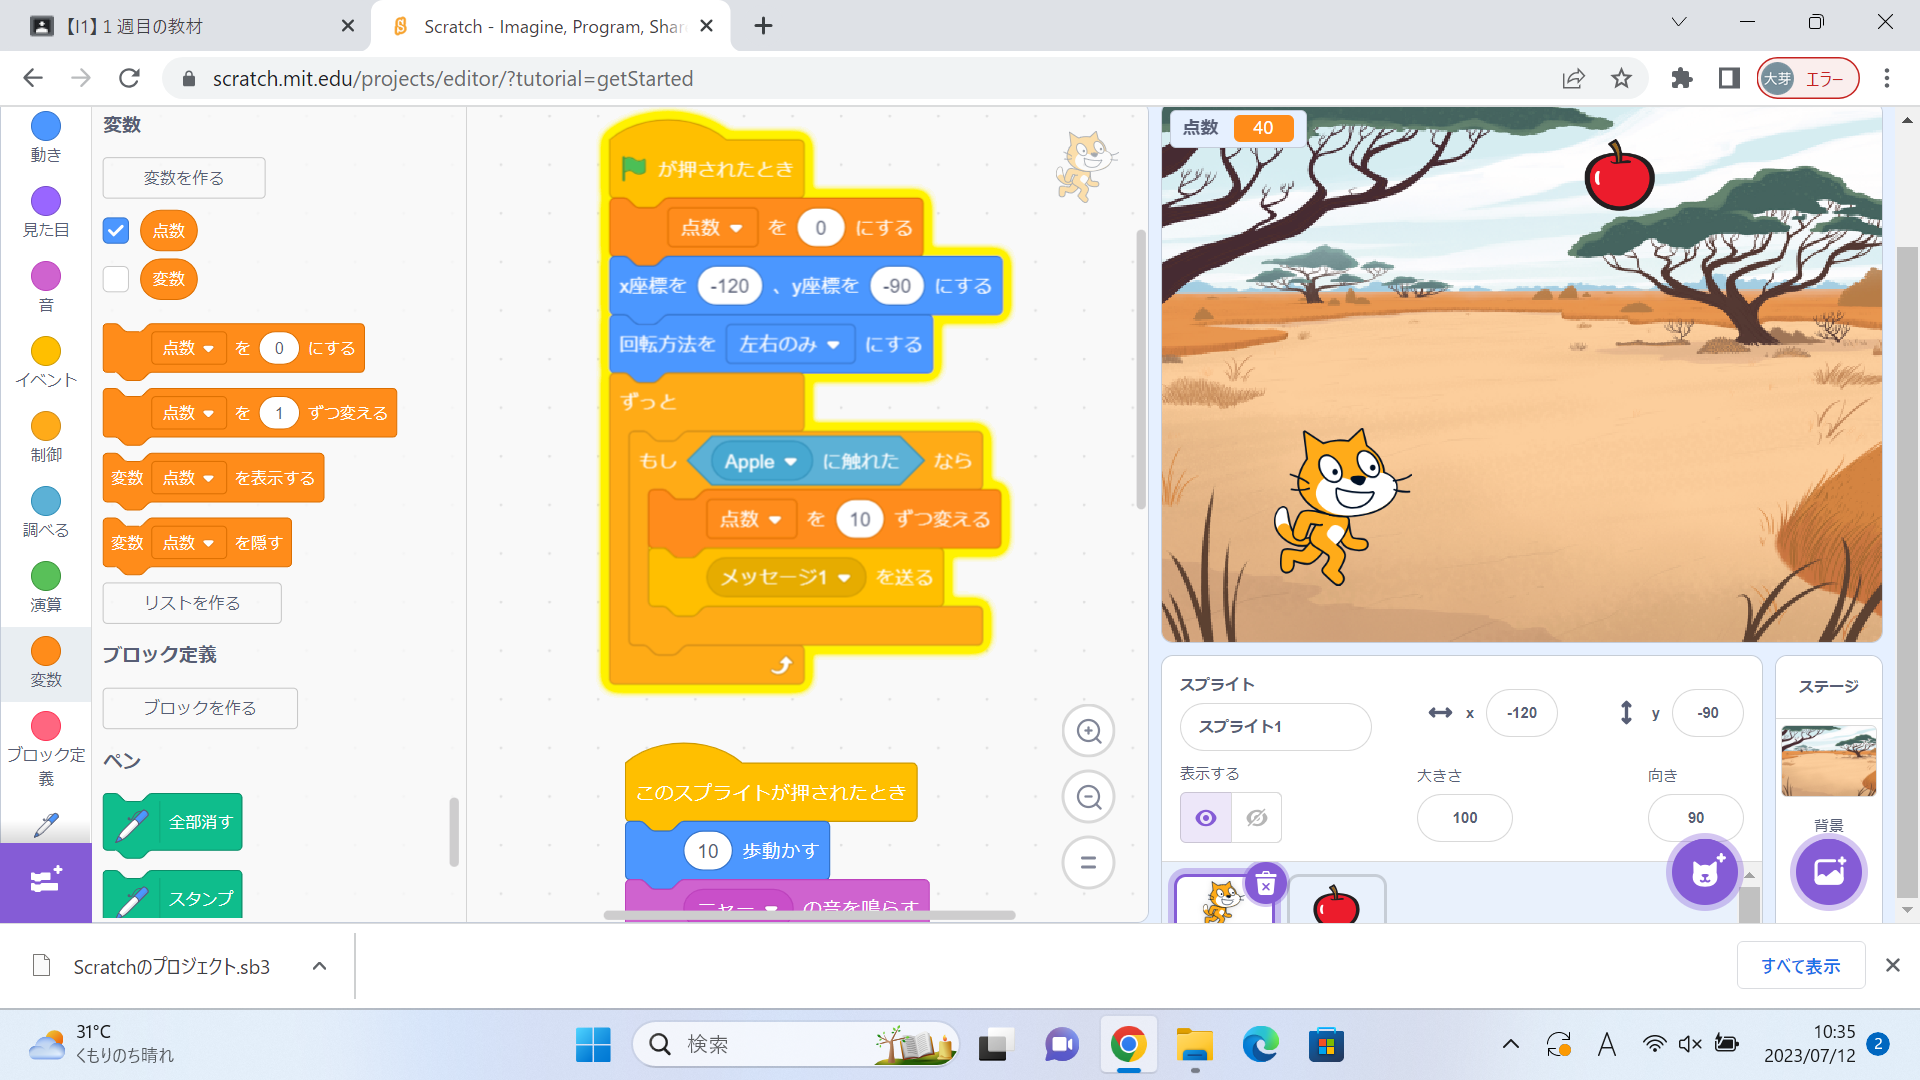 【I1】１週目の教材
Scratch - Imagine, Program, Shar
scratch.mit.edu/projects/editor/?tutorial=getStarted
大芽 エラー
動き
見た目
音
イベント
制御
調べる
演算
変数
ブロック定
義
変数
変数を作る
点数
変数
点数 を 0 にする
点数 を 1 ずつ変える
変数 点数 を表示する
変数 点数 を隠す
リストを作る
ブロック定義
ブロックを作る
ペン
全部消す
スタンプ
が押されたとき
点数 を 0 にする
x座標を -120 、y座標を -90 にする
回転方法を 左右のみ にする
ずっと
もし Apple に触れた なら
点数 を 10 ずつ変える
メッセージ1 を送る
このスプライトが押されたとき
10 歩動かす
ニャー の音を鳴らす
点数 40
スプライト
スプライト1
x -120
y -90
表示する
大きさ
100
向き
90
ステージ
背景
Scratchのプロジェクト.sb3
すべて表示
31°C
くもりのち晴れ
検索
A
10:35
2023/07/12
2